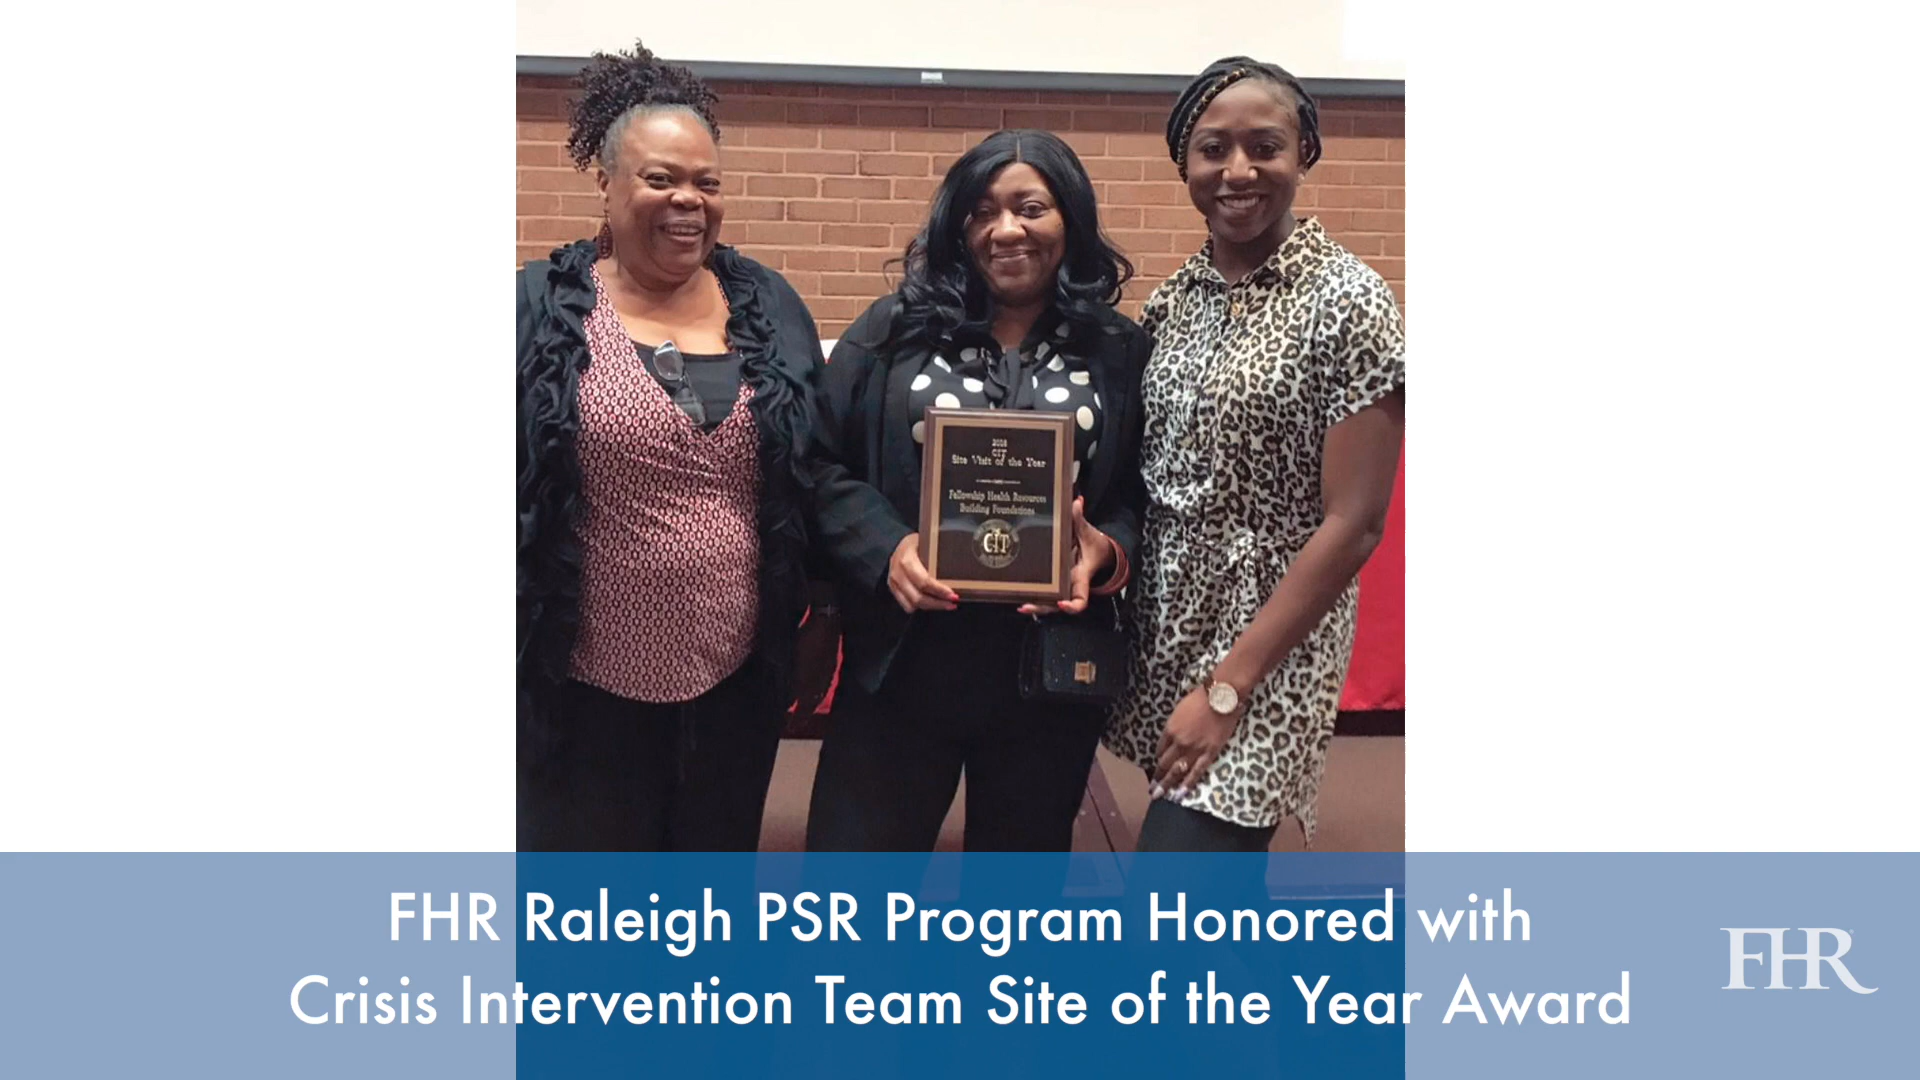 CIT
Site Visit of the Year
Fellowship Health Resources
Building Foundations
CIT
FHR Raleigh PSR Program Honored with
Crisis Intervention Team Site of the Year Award
FHR